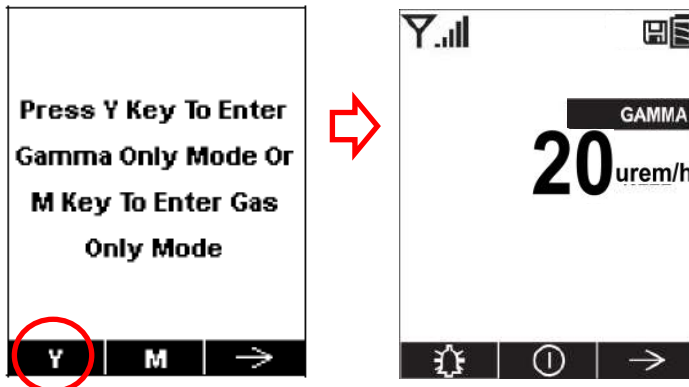 Press Y Key To Enter
Gamma Only Mode Or
M Key To Enter Gas
Only Mode
Y M →
GAMMA
20 urem/h
→